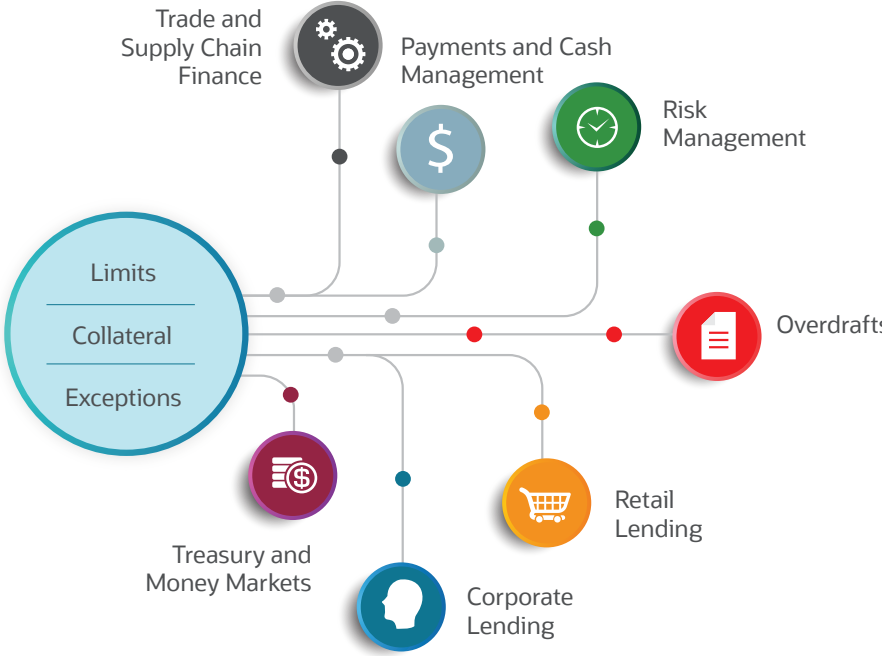 Trade and
Supply Chain
Finance
Payments and Cash
Management
$
Risk
Management
Limits
Collateral
Exceptions
Overdrafts
$
Treasury and
Money Markets
Retail
Lending
Corporate
Lending